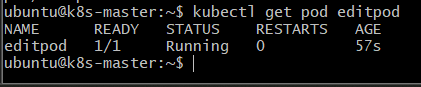 ubuntu@k8s-master:~$ kubectl get pod editpod
NAME READY STATUS RESTARTS AGE
editpod 1/1 Running 0 57s
ubuntu@k8s-master:~$